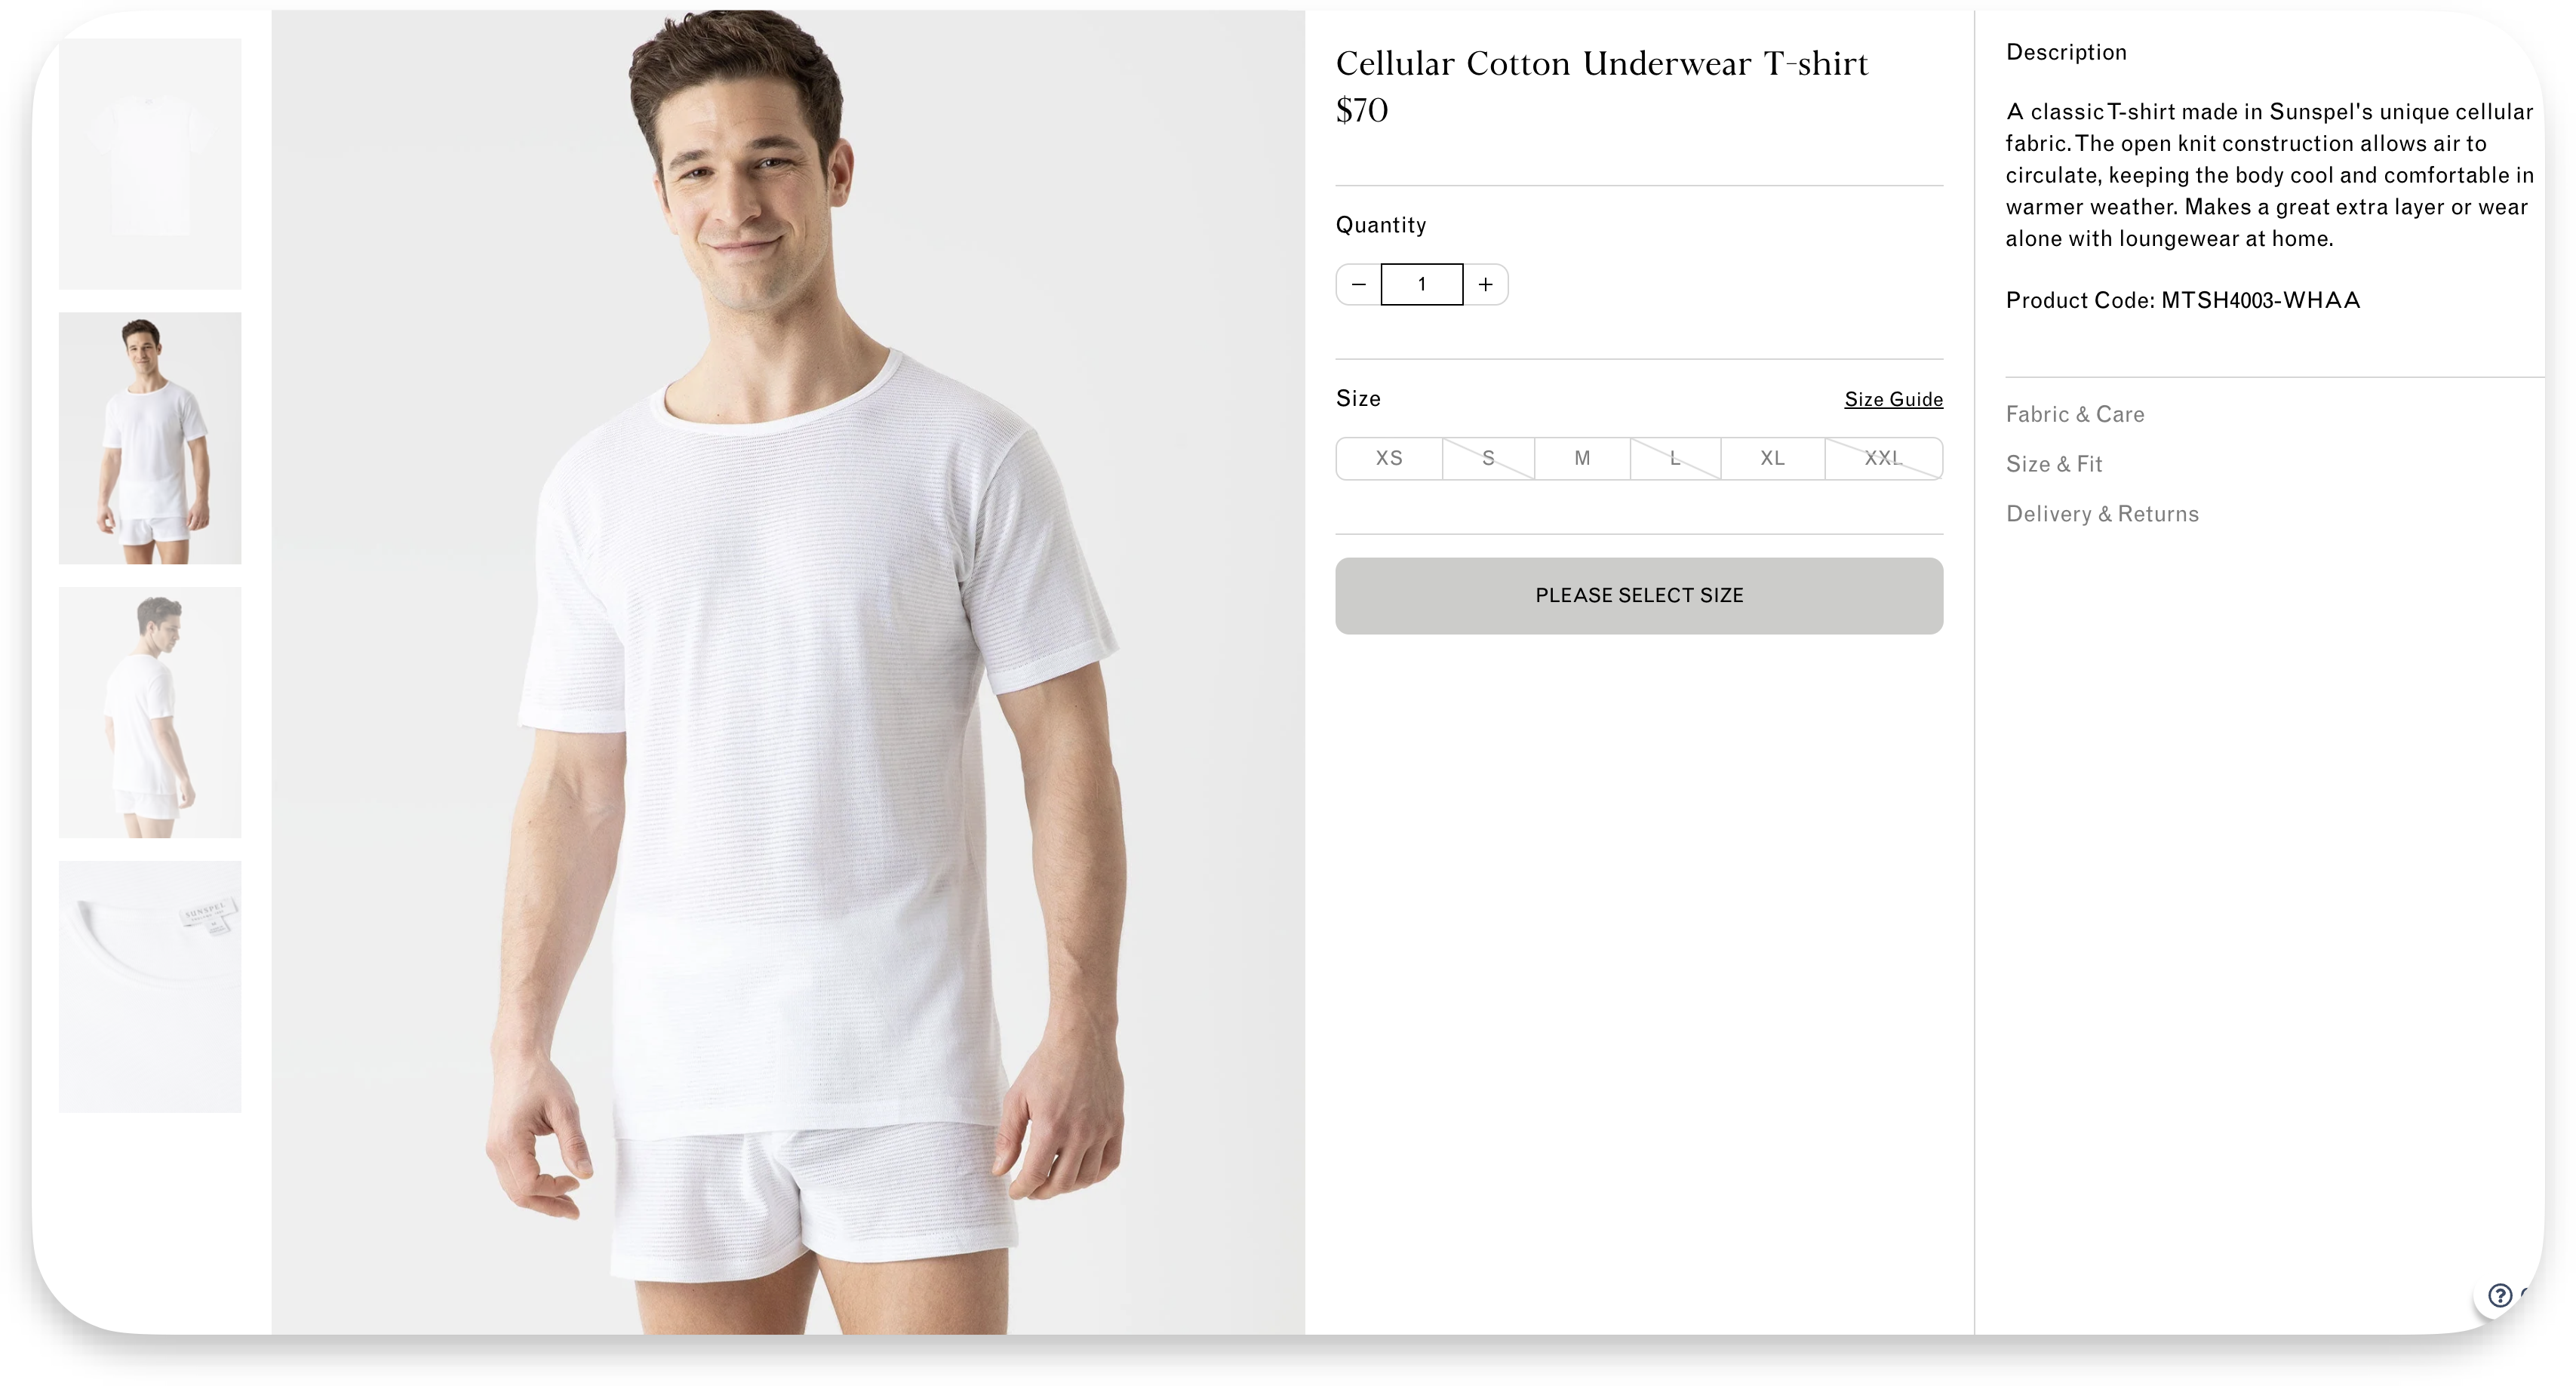 Cellular Cotton Underwear T-shirt
$70
Quantity
− 1 +
Size
Size Guide
XS S M L XL XXL
PLEASE SELECT SIZE
Description
A classic T-shirt made in Sunspel's unique cellular
fabric. The open knit construction allows air to
circulate, keeping the body cool and comfortable in
warmer weather. Makes a great extra layer or wear
alone with loungewear at home.
Product Code: MTSH4003-WHAA
Fabric & Care
Size & Fit
Delivery & Returns
SUNSPEL
?